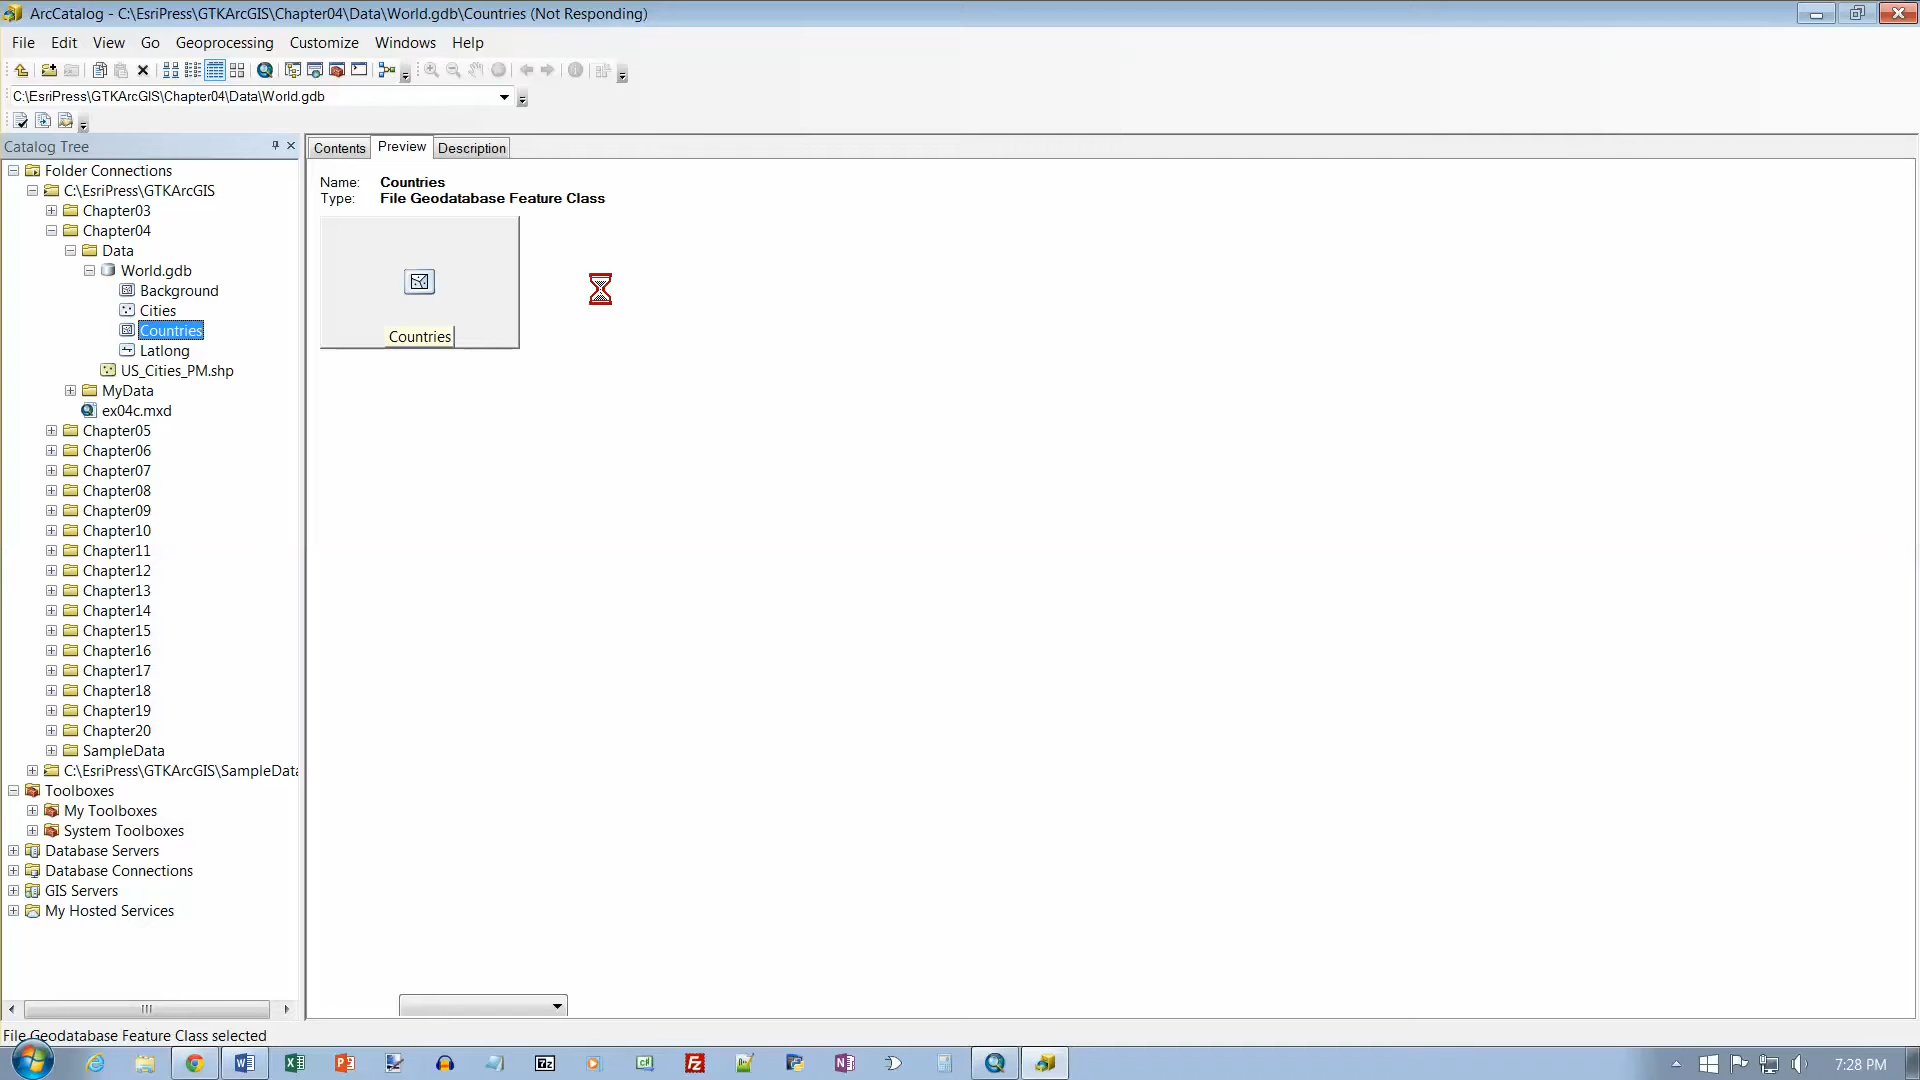 ArcCatalog - C:\EsriPress\GTKArcGIS\Chapter04\Data\World.gdb\Countries (Not Responding)
File Edit View Go Geoprocessing Customize Windows Help
C:\EsriPress\GTKArcGIS\Chapter04\Data\World.gdb
Catalog Tree
Folder Connections
C:\EsriPress\GTKArcGIS
Chapter03
Chapter04
Data
World.gdb
Background
Cities
Countries
Latlong
US_Cities_PM.shp
MyData
ex04c.mxd
Chapter05
Chapter06
Chapter07
Chapter08
Chapter09
Chapter10
Chapter11
Chapter12
Chapter13
Chapter14
Chapter15
Chapter16
Chapter17
Chapter18
Chapter19
Chapter20
SampleData
C:\EsriPress\GTKArcGIS\SampleData
Toolboxes
My Toolboxes
System Toolboxes
Database Servers
Database Connections
GIS Servers
My Hosted Services
Contents Preview Description
Name: Countries
Type: File Geodatabase Feature Class
Countries
File Geodatabase Feature Class selected
7:28 PM